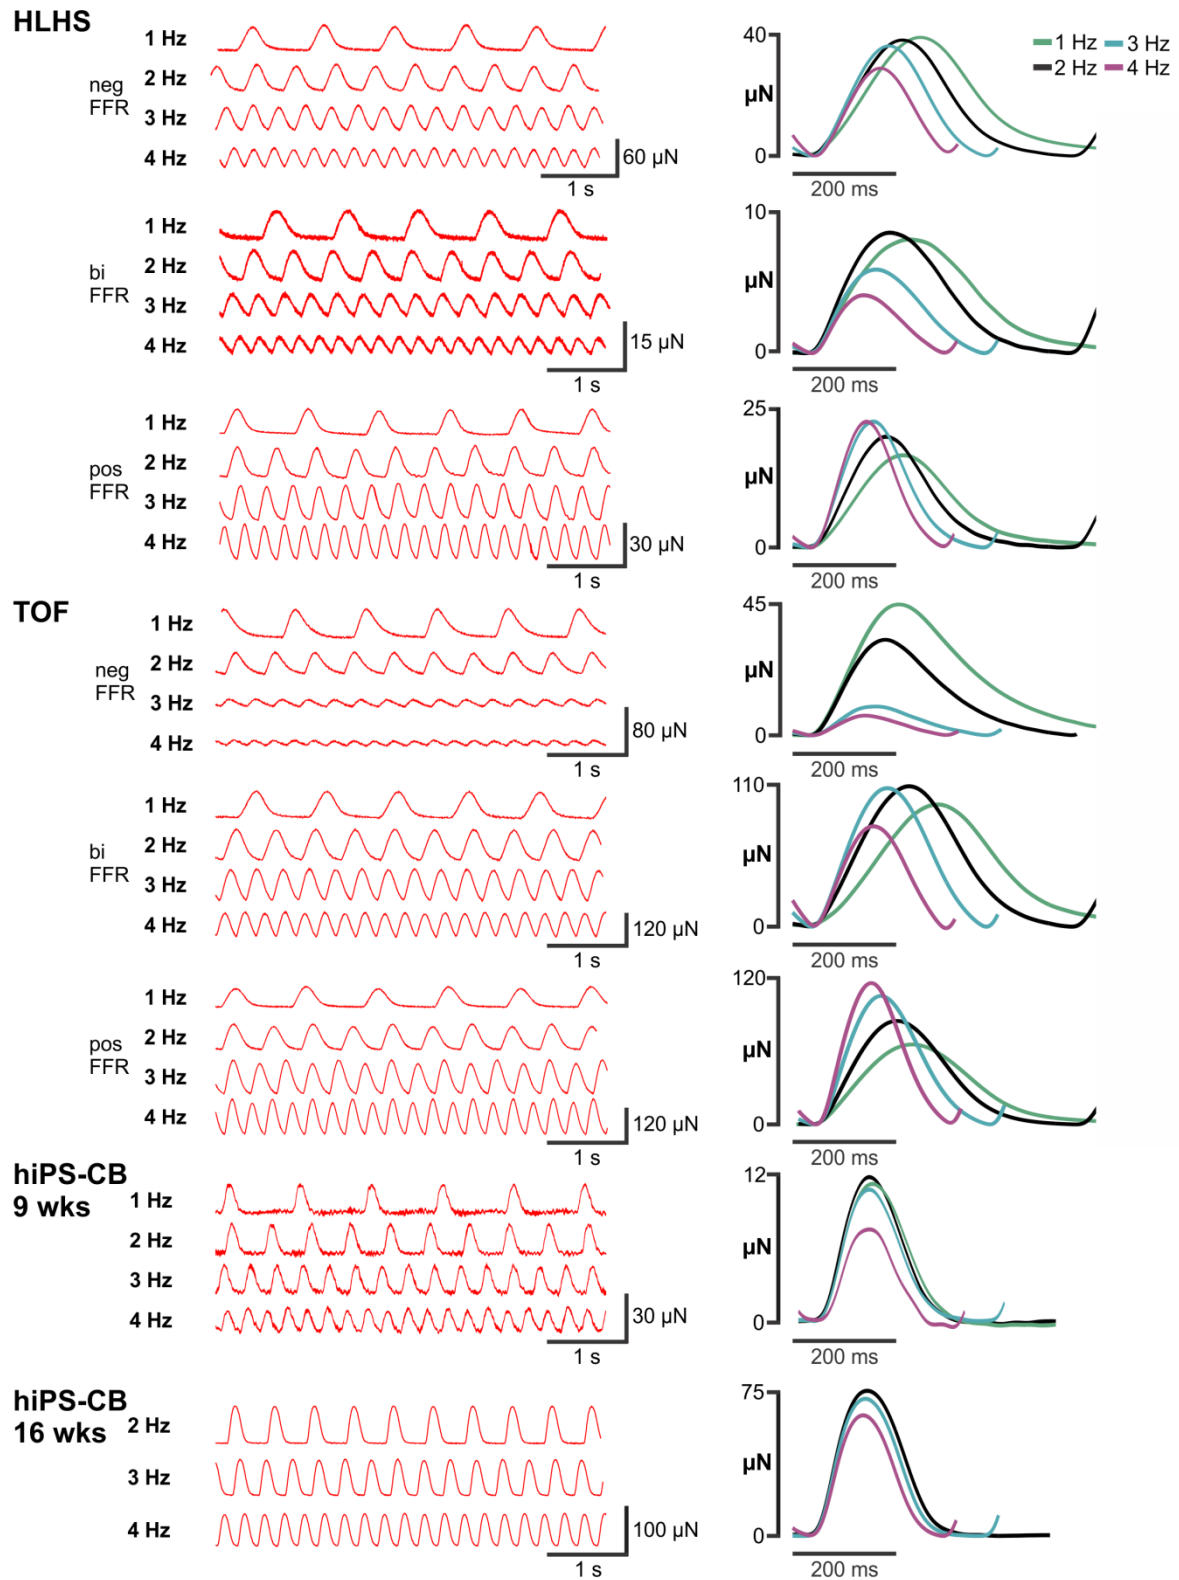 HLHS
neg
FFR
1 Hz
2 Hz
3 Hz
4 Hz
60 µN
1 s
40
µN
0
200 ms
1 Hz 3 Hz
2 Hz 4 Hz
bi
FFR
1 Hz
2 Hz
3 Hz
4 Hz
15 µN
1 s
10
µN
0
200 ms
pos
FFR
1 Hz
2 Hz
3 Hz
4 Hz
30 µN
1 s
25
µN
0
200 ms
TOF
neg
FFR
1 Hz
2 Hz
3 Hz
4 Hz
80 µN
1 s
45
µN
0
200 ms
bi
FFR
1 Hz
2 Hz
3 Hz
4 Hz
120 µN
1 s
110
µN
0
200 ms
pos
FFR
1 Hz
2 Hz
3 Hz
4 Hz
120 µN
1 s
120
µN
0
200 ms
hiPS-CB
9 wks
1 Hz
2 Hz
3 Hz
4 Hz
30 µN
1 s
12
µN
0
200 ms
hiPS-CB
16 wks
2 Hz
3 Hz
4 Hz
100 µN
1 s
75
µN
0
200 ms